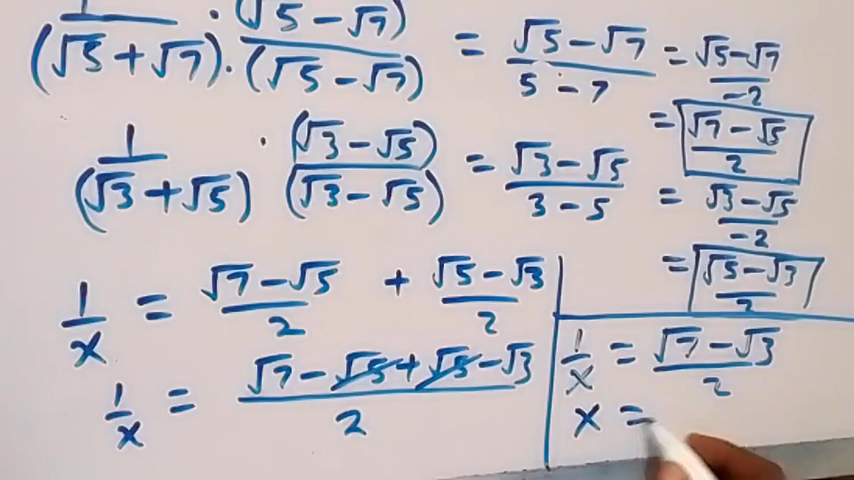 1/(√5+√7) · (√5-√7)/(√5-√7) = (√5-√7)/(5-7) = (√5-√7)/-2
= (√7-√5)/2
1/(√3+√5) · (√3-√5)/(√3-√5) = (√3-√5)/(3-5) = (√3-√5)/-2
= (√5-√3)/2
1/x = (√7-√5)/2 + (√5-√3)/2
1/x = (√7-√5+√5-√3)/2
1/x = (√7-√3)/2
x =